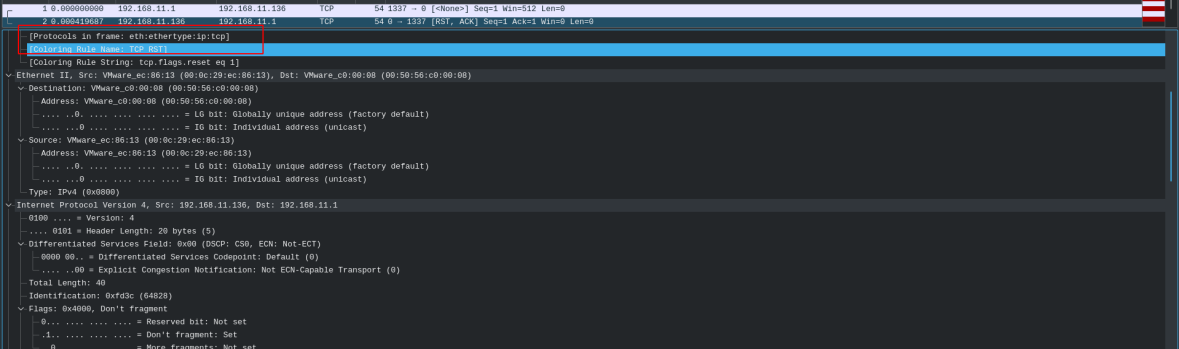 1 0.000000000 192.168.11.1 192.168.11.136 TCP 54 1337 → 0 [<None>] Seq=1 Win=512 Len=0
2 0.000419687 192.168.11.136 192.168.11.1 TCP 54 0 → 1337 [RST, ACK] Seq=1 Ack=1 Win=0 Len=0
[Protocols in frame: eth:ethertype:ip:tcp]
[Coloring Rule Name: TCP RST]
[Coloring Rule String: tcp.flags.reset eq 1]
Ethernet II, Src: VMware_ec:86:13 (00:0c:29:ec:86:13), Dst: VMware_c0:00:08 (00:50:56:c0:00:08)
Destination: VMware_c0:00:08 (00:50:56:c0:00:08)
Address: VMware_c0:00:08 (00:50:56:c0:00:08)
.... ..0. .... .... .... .... = LG bit: Globally unique address (factory default)
.... ...0 .... .... .... .... = IG bit: Individual address (unicast)
Source: VMware_ec:86:13 (00:0c:29:ec:86:13)
Address: VMware_ec:86:13 (00:0c:29:ec:86:13)
.... ..0. .... .... .... .... = LG bit: Globally unique address (factory default)
.... ...0 .... .... .... .... = IG bit: Individual address (unicast)
Type: IPv4 (0x0800)
Internet Protocol Version 4, Src: 192.168.11.136, Dst: 192.168.11.1
0100 .... = Version: 4
.... 0101 = Header Length: 20 bytes (5)
Differentiated Services Field: 0x00 (DSCP: CS0, ECN: Not-ECT)
0000 00.. = Differentiated Services Codepoint: Default (0)
.... ..00 = Explicit Congestion Notification: Not ECN-Capable Transport (0)
Total Length: 40
Identification: 0xfd3c (64828)
Flags: 0x4000, Don't fragment
0... .... .... .... = Reserved bit: Not set
.1.. .... .... .... = Don't fragment: Set
..0. .... .... .... = More fragments: Not set